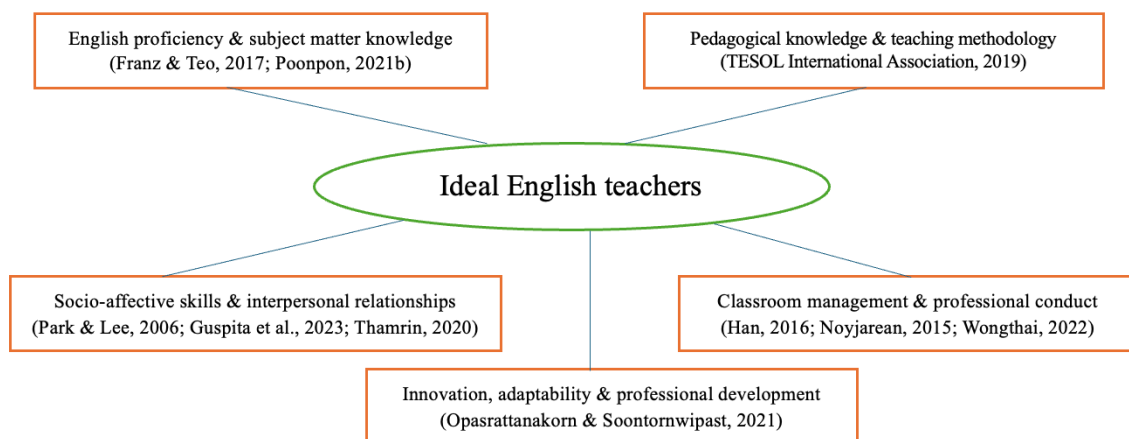 English proficiency & subject matter knowledge
(Franz & Teo, 2017; Poonpon, 2021b)
Pedagogical knowledge & teaching methodology
(TESOL International Association, 2019)
Ideal English teachers
Socio-affective skills & interpersonal relationships
(Park & Lee, 2006; Guspita et al., 2023; Thamrin, 2020)
Classroom management & professional conduct
(Han, 2016; Noyjarean, 2015; Wongthai, 2022)
Innovation, adaptability & professional development
(Opasrattanakorn & Soontornwipast, 2021)